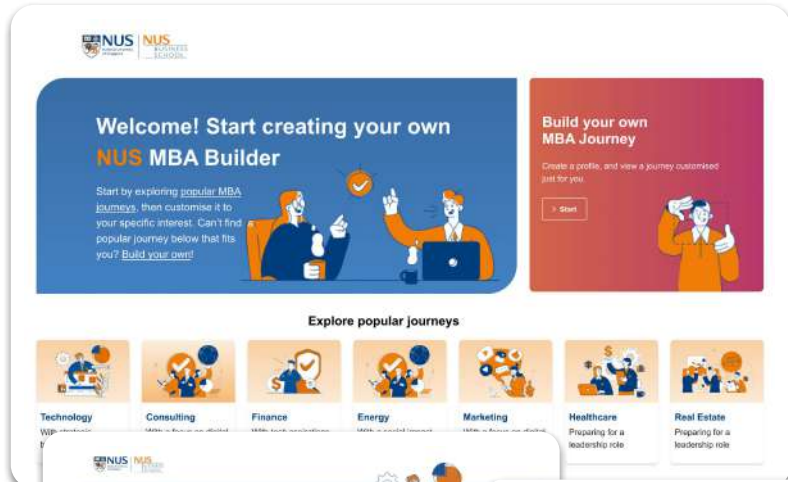 NUS
NUS
BUSINESS
SCHOOL
Welcome! Start creating your own
NUS MBA Builder
Start by exploring popular MBA
journeys, then customise it to
your specific interest. Can't find a
popular journey below that fits
you? Build your own!
Build your own
MBA Journey
Create a profile, and view a journey customised
just for you.
> Start
Explore popular journeys
Technology
Consulting
Finance
Energy
Marketing
Healthcare
Preparing for a
leadership role
Real Estate
Preparing for a
leadership role
NUS
NUS